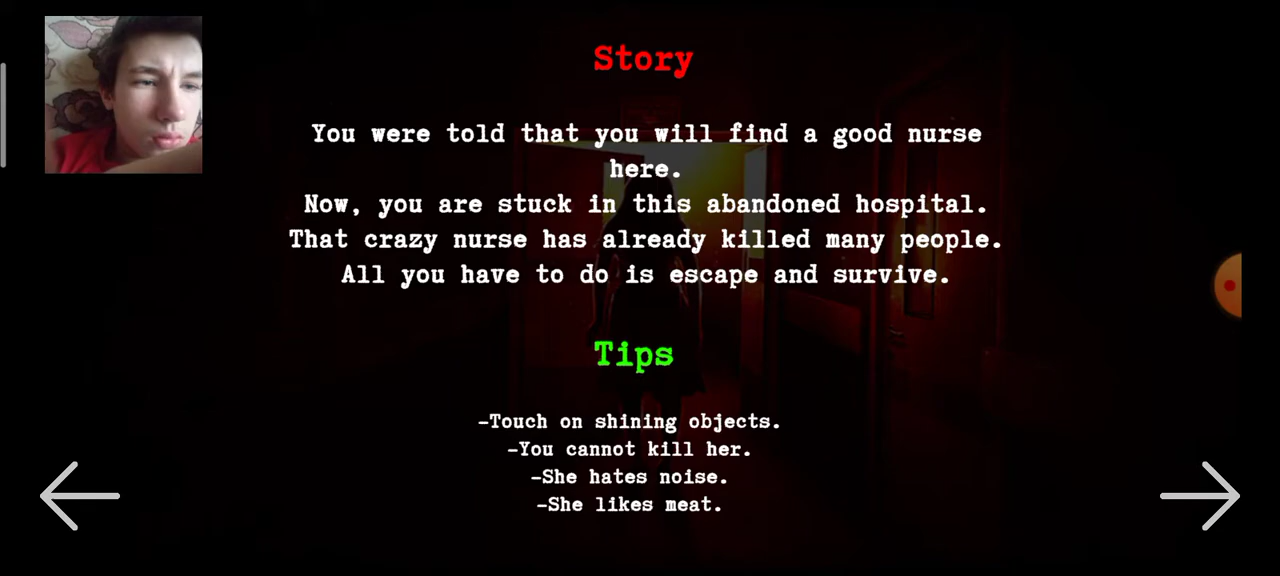 Story
You were told that you will find a good nurse
here.
Now, you are stuck in this abandoned hospital.
That crazy nurse has already killed many people.
All you have to do is escape and survive.
Tips
-Touch on shining objects.
-You cannot kill her.
-She hates noise.
-She likes meat.